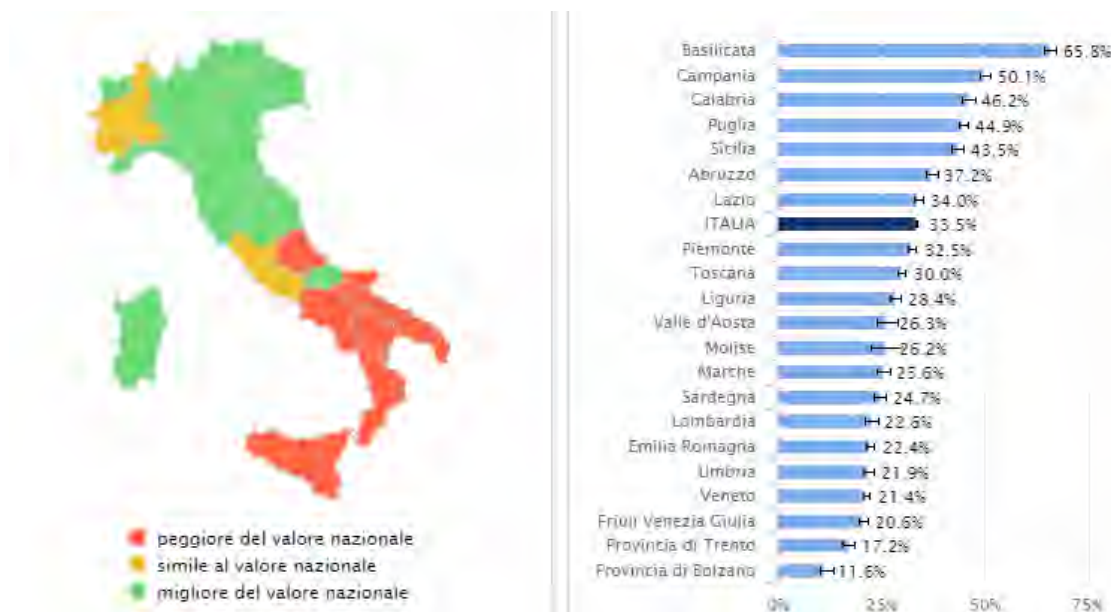 peggiore del valore nazionale
simile al valore nazionale
migliore del valore nazionale
Basilicata 65.8%
Campania 50.1%
Calabria 46.2%
Puglia 44.9%
Sicilia 43.5%
Abruzzo 37.2%
Lazio 34.0%
ITALIA 33.5%
Piemonte 32.5%
Toscana 30.0%
Liguria 28.4%
Valle d'Aosta 26.3%
Molise 26.2%
Marche 25.6%
Sardegna 24.7%
Lombardia 22.6%
Emilia Romagna 22.4%
Umbria 21.9%
Veneto 21.4%
Friuli Venezia Giulia 20.6%
Provincia di Trento 17.2%
Provincia di Bolzano 11.6%
0% 25% 50% 75%